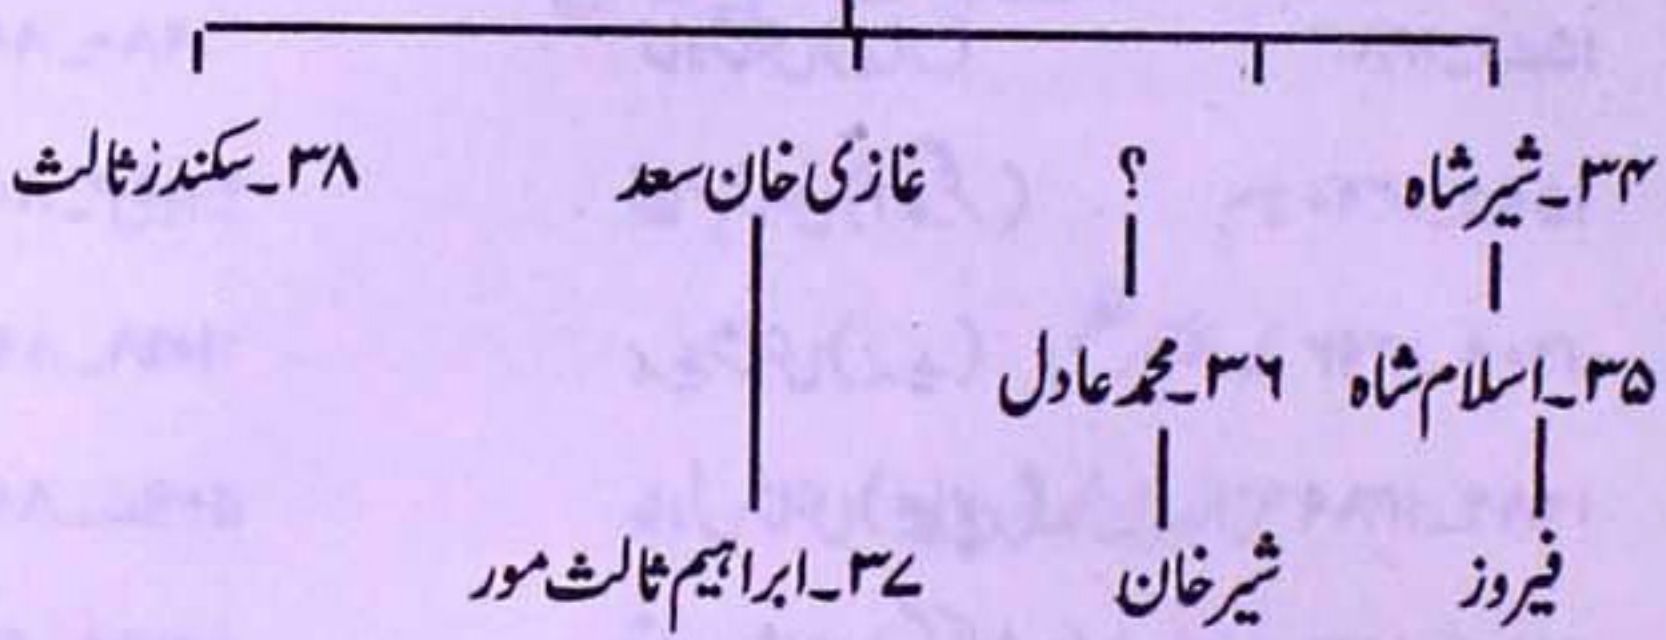 ۳۴۔شیر شاہ ؟ غازی خان سعد ۳۸۔سکندر ثالث
۳۵۔اسلام شاہ ۳۶۔محمد عادل
فیروز شیر خان ۳۷۔ابراہیم ثالث مور